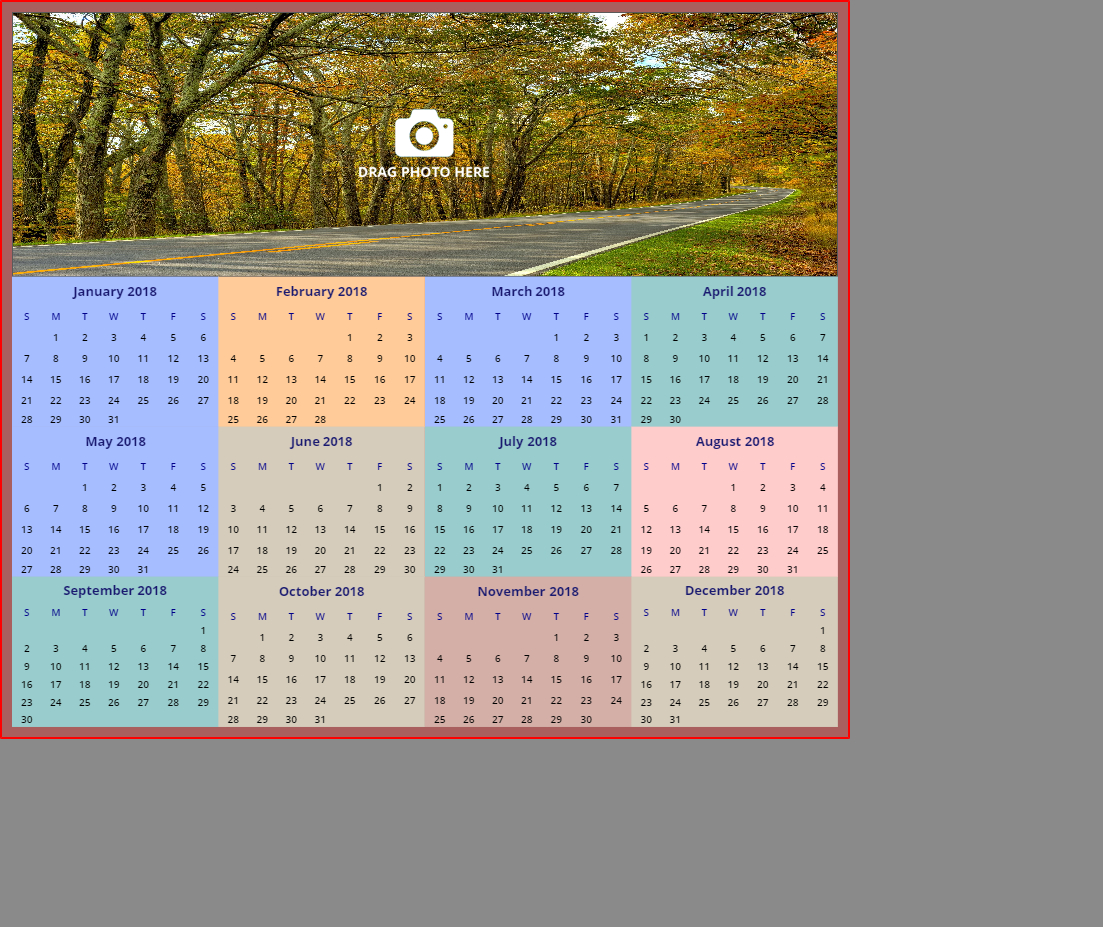 DRAG PHOTO HERE
January 2018
S M T W T F S
1 2 3 4 5 6
7 8 9 10 11 12 13
14 15 16 17 18 19 20
21 22 23 24 25 26 27
28 29 30 31
February 2018
S M T W T F S
1 2 3
4 5 6 7 8 9 10
11 12 13 14 15 16 17
18 19 20 21 22 23 24
25 26 27 28
March 2018
S M T W T F S
1 2 3
4 5 6 7 8 9 10
11 12 13 14 15 16 17
18 19 20 21 22 23 24
25 26 27 28 29 30 31
April 2018
S M T W T F S
1 2 3 4 5 6 7
8 9 10 11 12 13 14
15 16 17 18 19 20 21
22 23 24 25 26 27 28
29 30
May 2018
S M T W T F S
1 2 3 4 5
6 7 8 9 10 11 12
13 14 15 16 17 18 19
20 21 22 23 24 25 26
27 28 29 30 31
June 2018
S M T W T F S
1 2
3 4 5 6 7 8 9
10 11 12 13 14 15 16
17 18 19 20 21 22 23
24 25 26 27 28 29 30
July 2018
S M T W T F S
1 2 3 4 5 6 7
8 9 10 11 12 13 14
15 16 17 18 19 20 21
22 23 24 25 26 27 28
29 30 31
August 2018
S M T W T F S
1 2 3 4
5 6 7 8 9 10 11
12 13 14 15 16 17 18
19 20 21 22 23 24 25
26 27 28 29 30 31
September 2018
S M T W T F S
1
2 3 4 5 6 7 8
9 10 11 12 13 14 15
16 17 18 19 20 21 22
23 24 25 26 27 28 29
30
October 2018
S M T W T F S
1 2 3 4 5 6
7 8 9 10 11 12 13
14 15 16 17 18 19 20
21 22 23 24 25 26 27
28 29 30 31
November 2018
S M T W T F S
1 2 3
4 5 6 7 8 9 10
11 12 13 14 15 16 17
18 19 20 21 22 23 24
25 26 27 28 29 30
December 2018
S M T W T F S
1
2 3 4 5 6 7 8
9 10 11 12 13 14 15
16 17 18 19 20 21 22
23 24 25 26 27 28 29
30 31